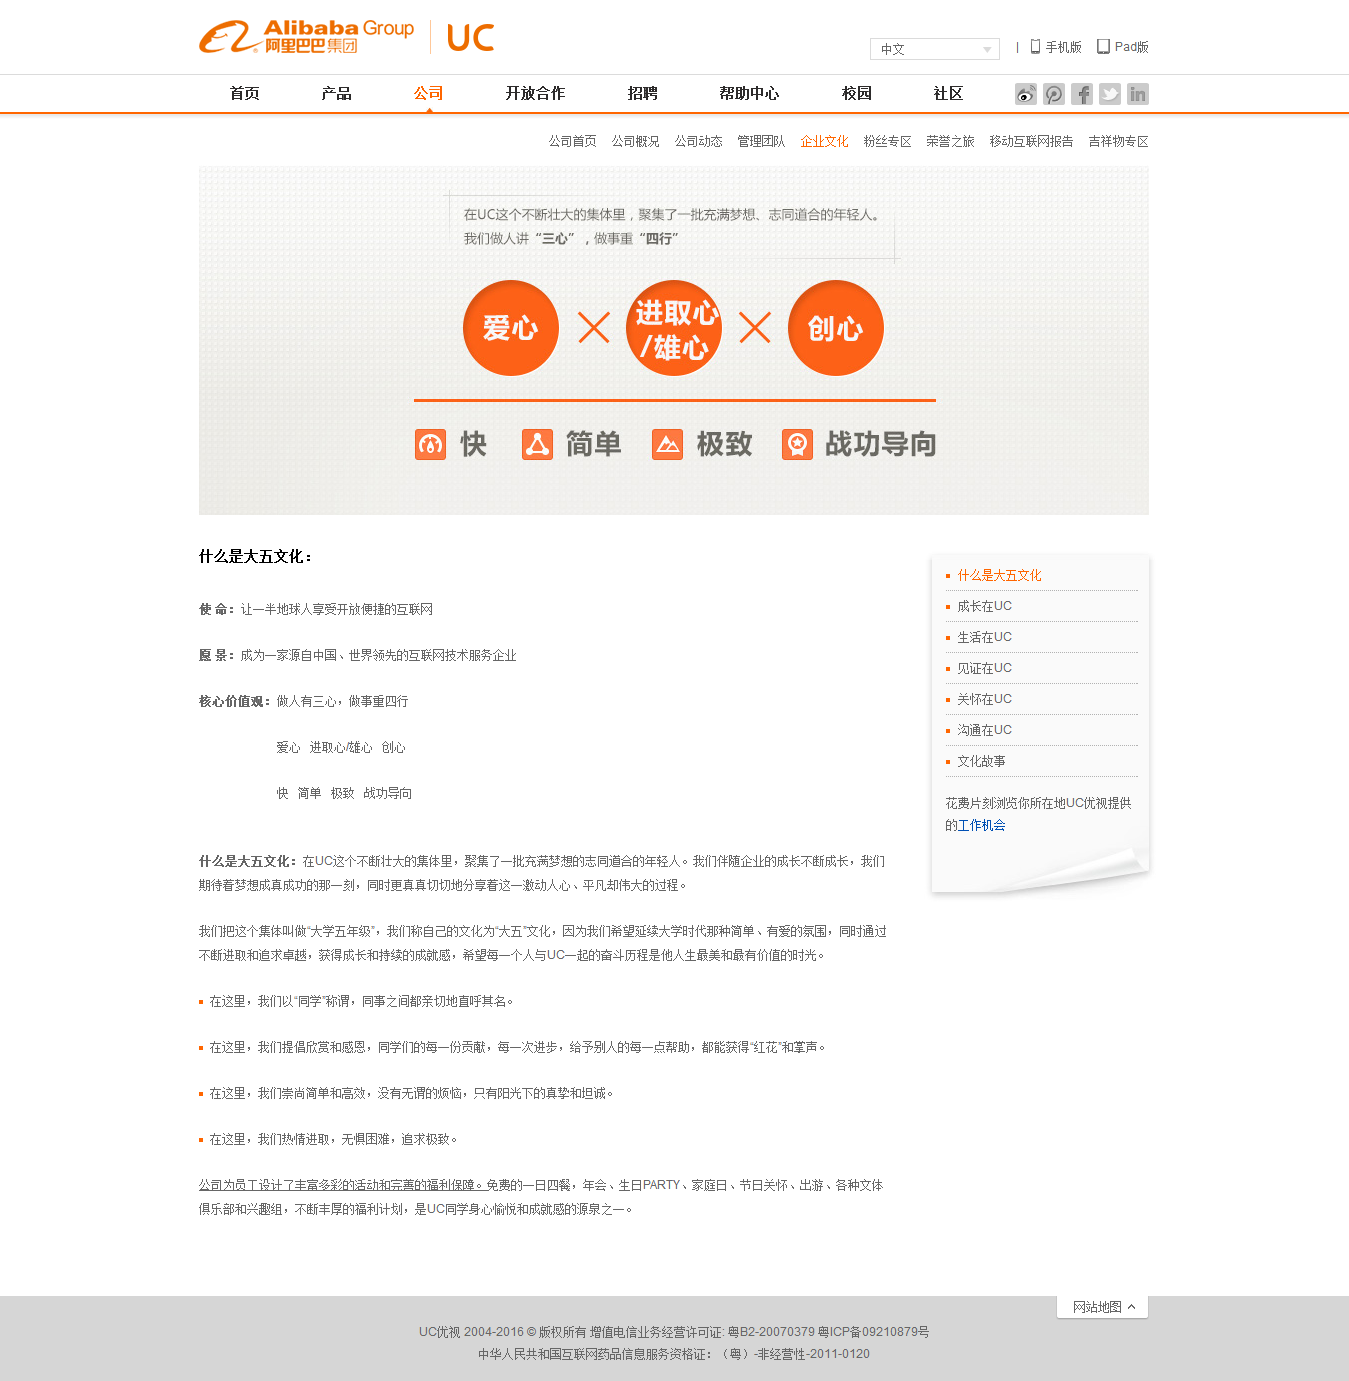 Alibaba Group
阿里巴巴集团
UC
中文
手机版
Pad版
首页 产品 公司 开放合作 招聘 帮助中心 校园 社区
公司首页 公司概况 公司动态 管理团队 企业文化 粉丝专区 荣誉之旅 移动互联网报告 吉祥物专区
在UC这个不断壮大的集体里，聚集了一批充满梦想、志同道合的年轻人。
我们做人讲“三心”，做事重“四行”
爱心 × 进取心/雄心 × 创心
快 简单 极致 战功导向
什么是大五文化：
使 命：让一半地球人享受开放便捷的互联网
愿 景：成为一家源自中国、世界领先的互联网技术服务企业
核心价值观：做人有三心，做事重四行
爱心 进取心/雄心 创心
快 简单 极致 战功导向
什么是大五文化：在UC这个不断壮大的集体里，聚集了一批充满梦想的志同道合的年轻人。我们伴随企业的成长不断成长，我们
期待着梦想成真成功的那一刻，同时更真真切切地分享着这一激动人心、平凡却伟大的过程。
我们把这个集体叫做“大学五年级”，我们称自己的文化为“大五”文化，因为我们希望延续大学时代那种简单、有爱的氛围，同时通过
不断进取和追求卓越，获得成长和持续的成就感，希望每一个人与UC一起的奋斗历程是他人生最美和最有价值的时光。
在这里，我们以“同学”称谓，同事之间都亲切地直呼其名。
在这里，我们提倡欣赏和感恩，同学们的每一份贡献，每一次进步，给予别人的每一点帮助，都能获得“红花”和掌声。
在这里，我们崇尚简单和高效，没有无谓的烦恼，只有阳光下的真挚和坦诚。
在这里，我们热情进取，无惧困难，追求极致。
公司为员工设计了丰富多彩的活动和完善的福利保障。免费的一日四餐，年会、生日PARTY、家庭日、节日关怀、出游、各种文体
俱乐部和兴趣组，不断丰厚的福利计划，是UC同学身心愉悦和成就感的源泉之一。
什么是大五文化
成长在UC
生活在UC
见证在UC
关怀在UC
沟通在UC
文化故事
花费片刻浏览你所在地UC优视提供
的工作机会
网站地图
UC优视 2004-2016 © 版权所有 增值电信业务经营许可证: 粤B2-20070379 粤ICP备09210879号
中华人民共和国互联网药品信息服务资格证：（粤）-非经营性-2011-0120